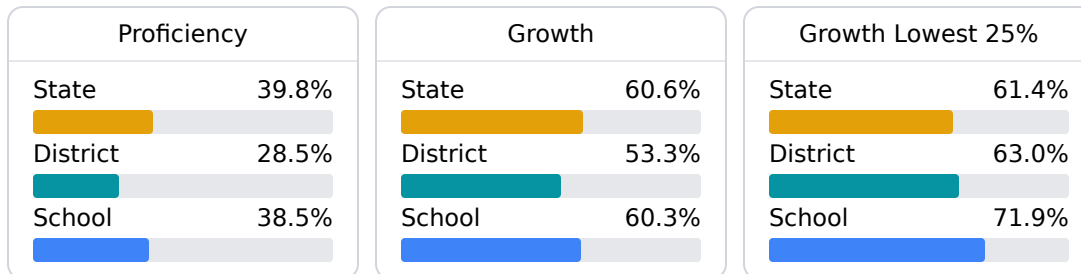 Proficiency
State 39.8%
District 28.5%
School 38.5%
Growth
State 60.6%
District 53.3%
School 60.3%
Growth Lowest 25%
State 61.4%
District 63.0%
School 71.9%